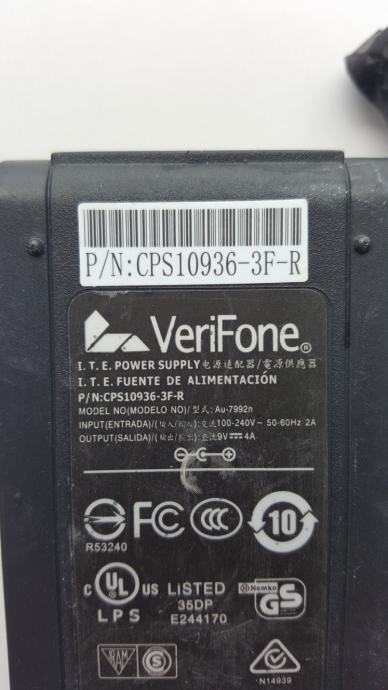 P/N:CPS10936-3F-R
VeriFone®
I.T.E. POWER SUPPLY 电源适配器/電源供應器
I.T.E. FUENTE DE ALIMENTACIÓN
P/N:CPS10936-3F-R
MODEL NO(MODELO NO)/型式: Au-7992n
INPUT(ENTRADA)/(输入/輸入):交流100-240V~ 50-60Hz 2A
OUTPUT(SALIDA)/(输出/輸出):直流9V⎓4A
FC CCC 10
R53240
C UL US LISTED Nemko GS
LPS 35DP
E244170
S
N14939